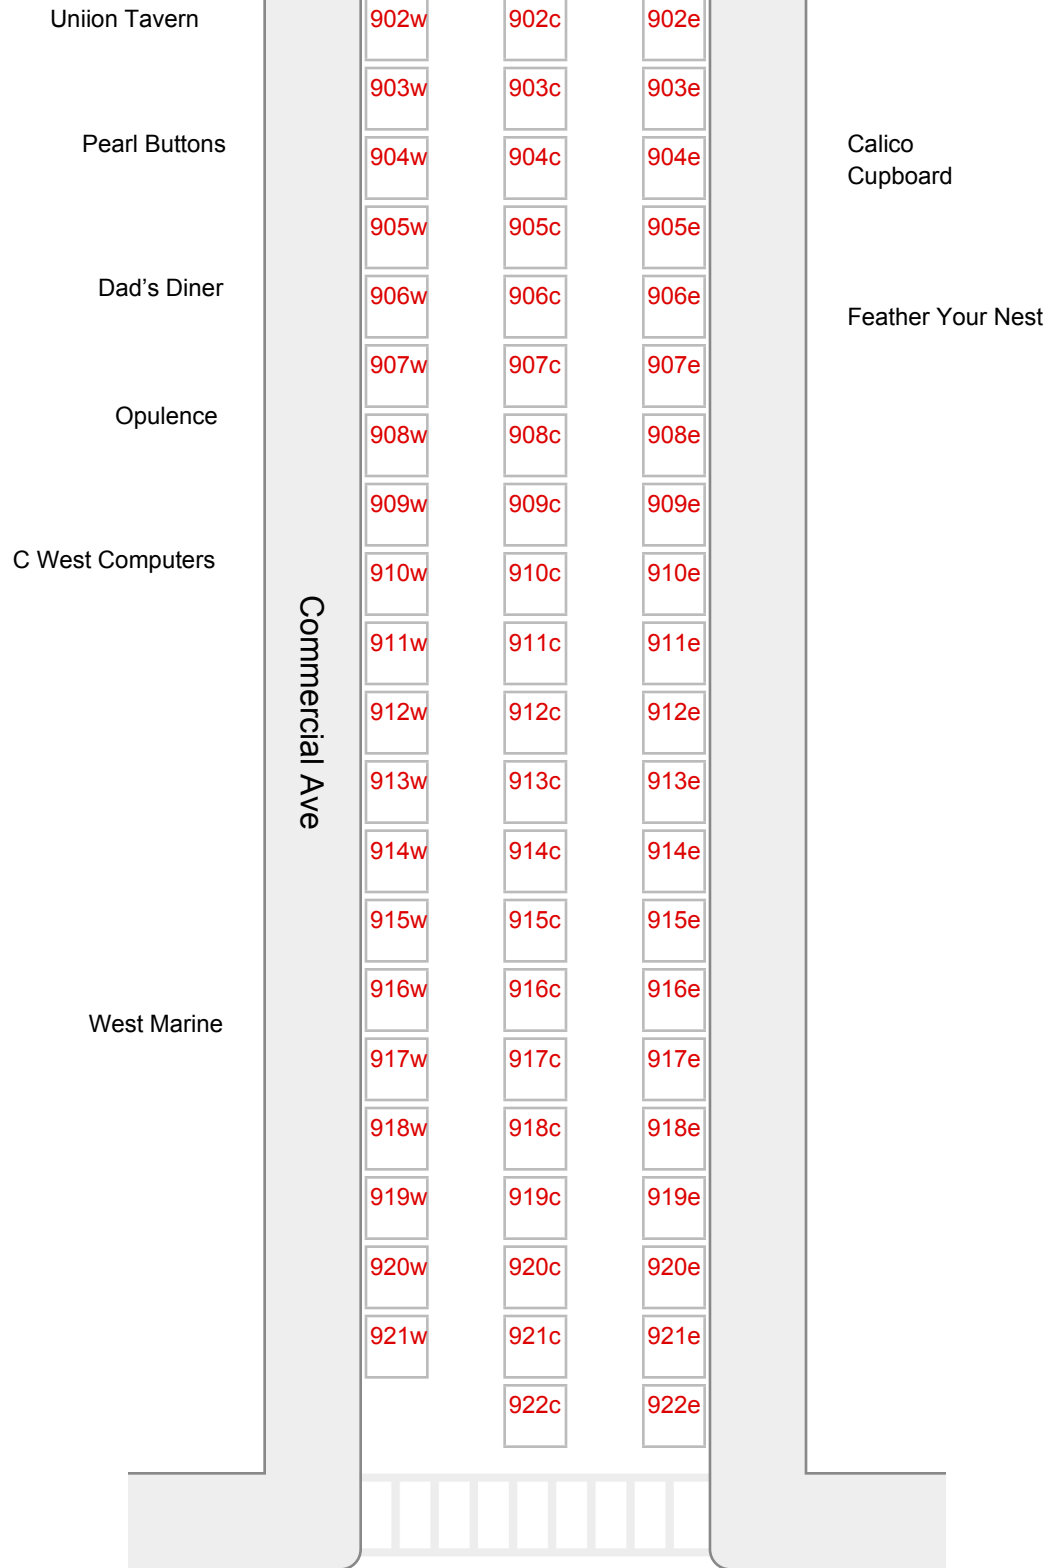 Uniion Tavern 902w 902c 902e
903w 903c 903e
Pearl Buttons 904w 904c 904e Calico
Cupboard
905w 905c 905e
Dad’s Diner 906w 906c 906e
Feather Your Nest
907w 907c 907e
Opulence 908w 908c 908e
909w 909c 909e
C West Computers 910w 910c 910e
Commercial Ave
911w 911c 911e
912w 912c 912e
913w 913c 913e
914w 914c 914e
915w 915c 915e
916w 916c 916e
West Marine
917w 917c 917e
918w 918c 918e
919w 919c 919e
920w 920c 920e
921w 921c 921e
922c 922e